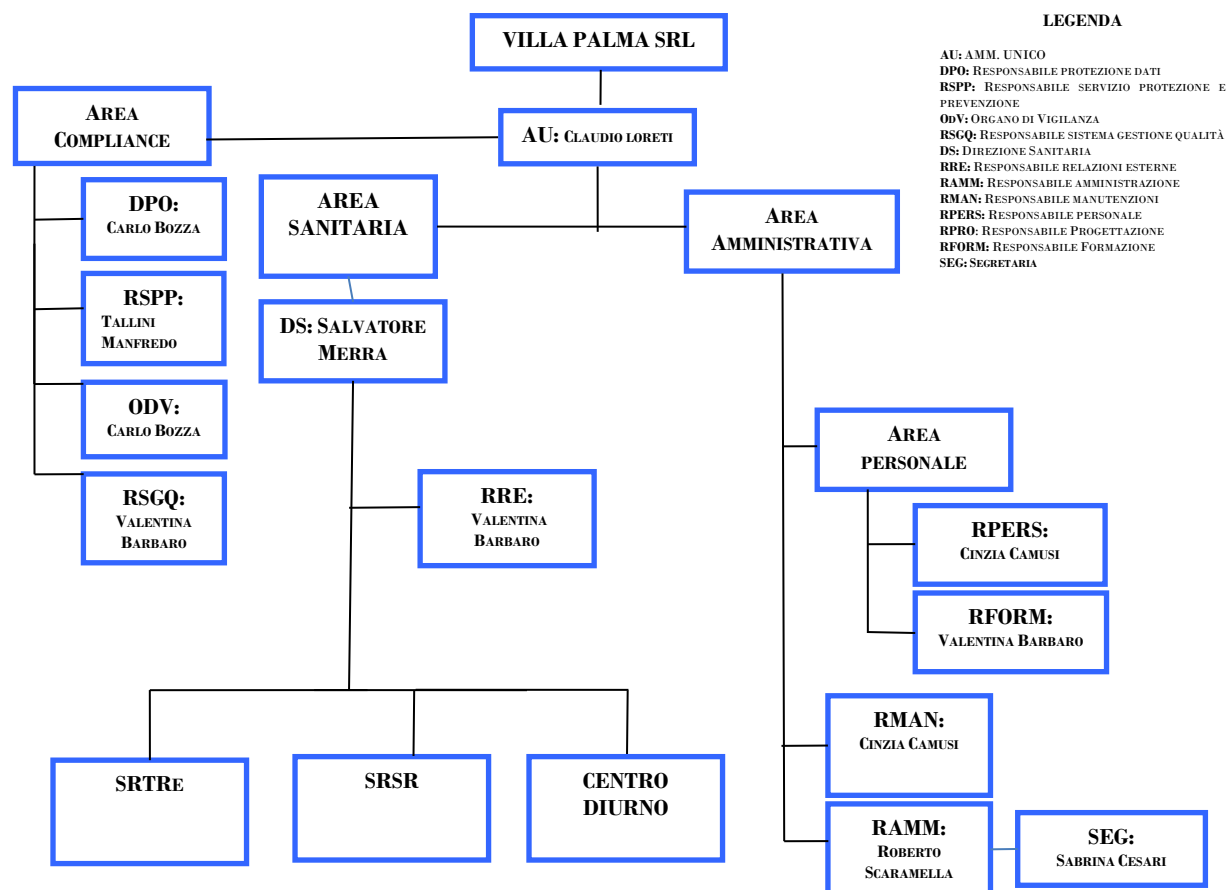 VILLA PALMA SRL
AU: CLAUDIO LORETI
AREA
COMPLIANCE
DPO:
CARLO BOZZA
RSPP:
TALLINI
MANFREDO
ODV:
CARLO BOZZA
RSGQ:
VALENTINA
BARBARO
AREA
SANITARIA
DS: SALVATORE
MERRA
RRE:
VALENTINA
BARBARO
SRTRE
SRSR
CENTRO
DIURNO
AREA
AMMINISTRATIVA
AREA
PERSONALE
RPERS:
CINZIA CAMUSI
RFORM:
VALENTINA BARBARO
RMAN:
CINZIA CAMUSI
RAMM:
ROBERTO
SCARAMELLA
SEG:
SABRINA CESARI
LEGENDA
AU: AMM. UNICO
DPO: RESPONSABILE PROTEZIONE DATI
RSPP: RESPONSABILE SERVIZIO PROTEZIONE E
PREVENZIONE
ODV: ORGANO DI VIGILANZA
RSGQ: RESPONSABILE SISTEMA GESTIONE QUALITÀ
DS: DIREZIONE SANITARIA
RRE: RESPONSABILE RELAZIONI ESTERNE
RAMM: RESPONSABILE AMMINISTRAZIONE
RMAN: RESPONSABILE MANUTENZIONI
RPERS: RESPONSABILE PERSONALE
RPRO: RESPONSABILE PROGETTAZIONE
RFORM: RESPONSABILE FORMAZIONE
SEG: SEGRETARIA